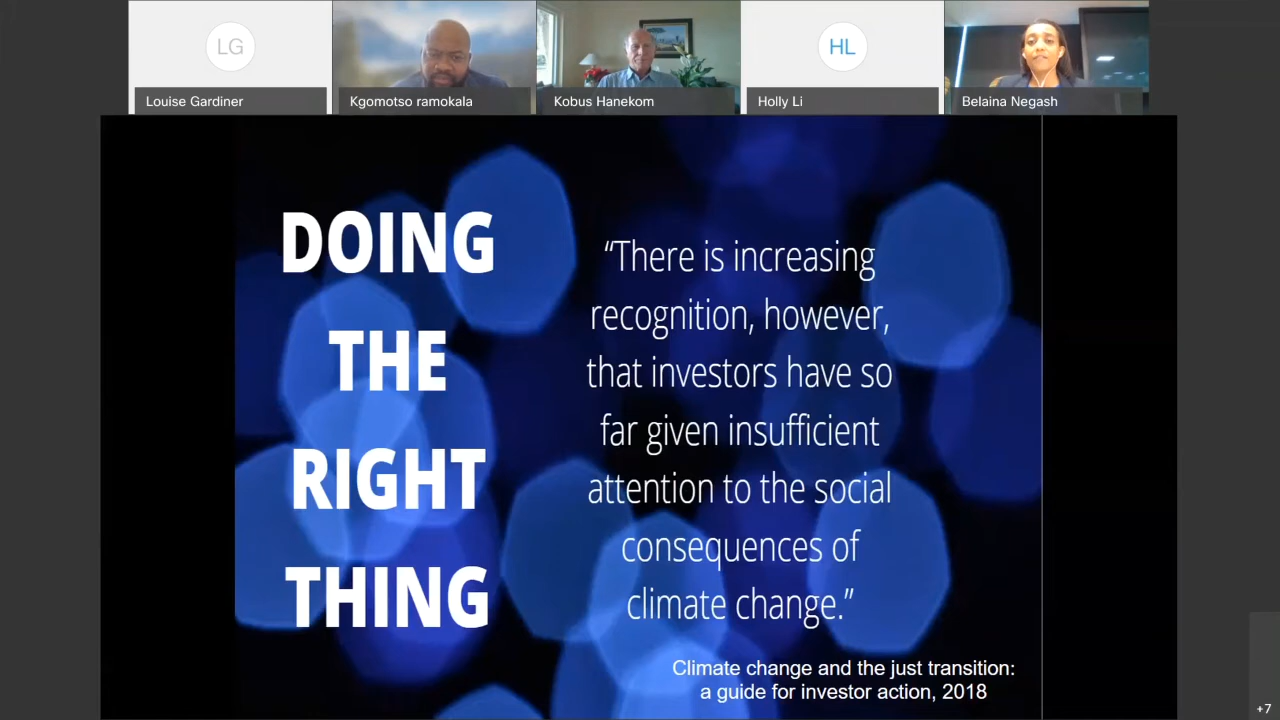 LG
HL
Louise Gardiner
Kgomotso ramokala
Kobus Hanekom
Holly Li
Belaina Negash
DOING
THE
RIGHT
THING
“There is increasing
recognition, however,
that investors have so
far given insufficient
attention to the social
consequences of
climate change.”
Climate change and the just transition:
a guide for investor action, 2018
+7